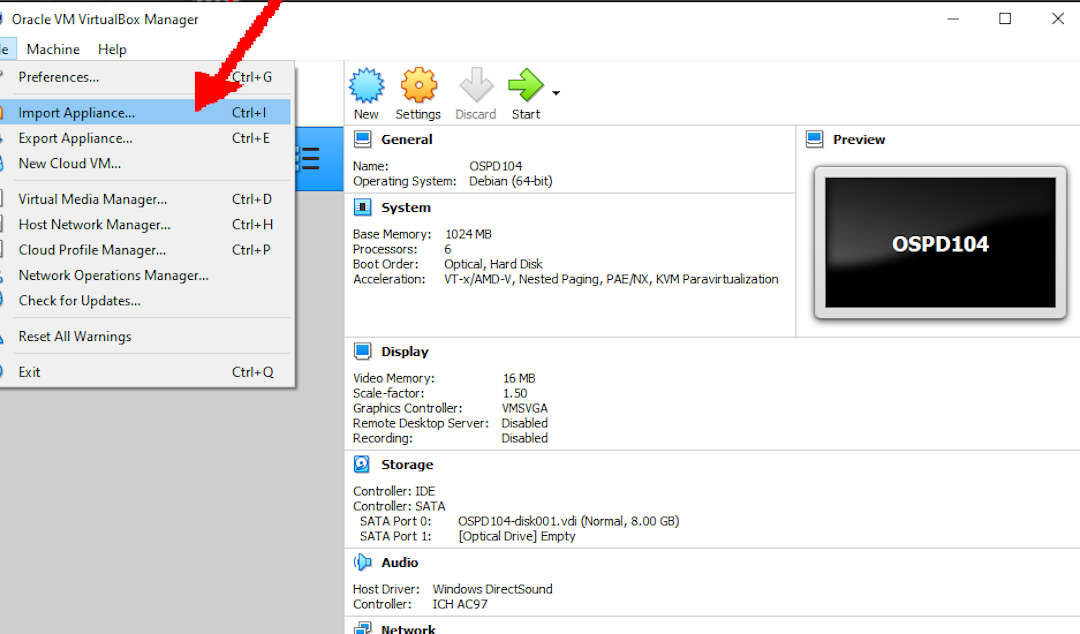 Oracle VM VirtualBox Manager
Machine Help
Preferences... Ctrl+G
Import Appliance... Ctrl+I
Export Appliance... Ctrl+E
New Cloud VM...
Virtual Media Manager... Ctrl+D
Host Network Manager... Ctrl+H
Cloud Profile Manager... Ctrl+P
Network Operations Manager...
Check for Updates...
Reset All Warnings
Exit Ctrl+Q
New Settings Discard Start
General
Name: OSPD104
Operating System: Debian (64-bit)
System
Base Memory: 1024 MB
Processors: 6
Boot Order: Optical, Hard Disk
Acceleration: VT-x/AMD-V, Nested Paging, PAE/NX, KVM Paravirtualization
Preview
OSPD104
Display
Video Memory: 16 MB
Scale-factor: 1.50
Graphics Controller: VMSVGA
Remote Desktop Server: Disabled
Recording: Disabled
Storage
Controller: IDE
Controller: SATA
SATA Port 0: OSPD104-disk001.vdi (Normal, 8.00 GB)
SATA Port 1: [Optical Drive] Empty
Audio
Host Driver: Windows DirectSound
Controller: ICH AC97
Network